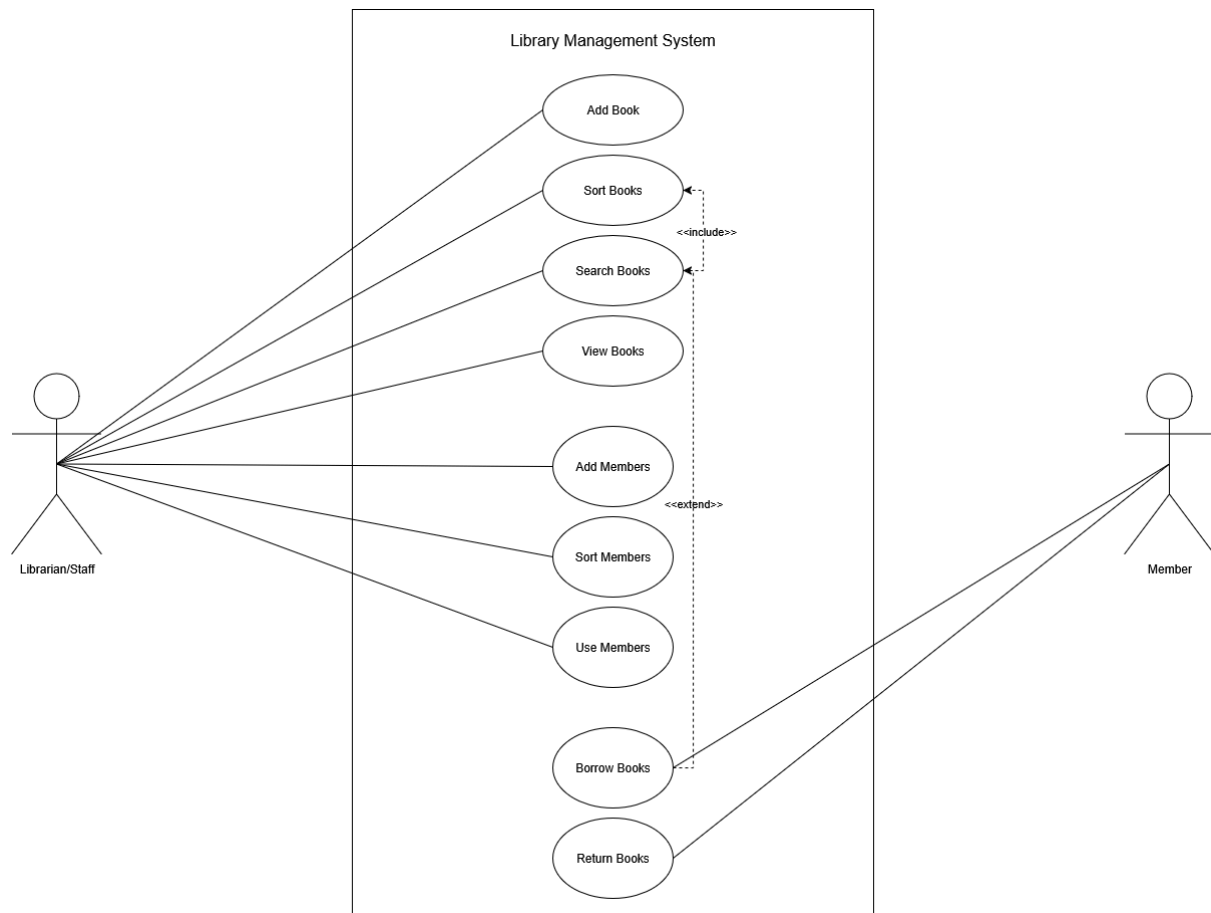 Library Management System
Add Book
Sort Books
<<include>>
Search Books
View Books
Add Members
<<extend>>
Sort Members
Librarian/Staff
Member
Use Members
Borrow Books
Return Books